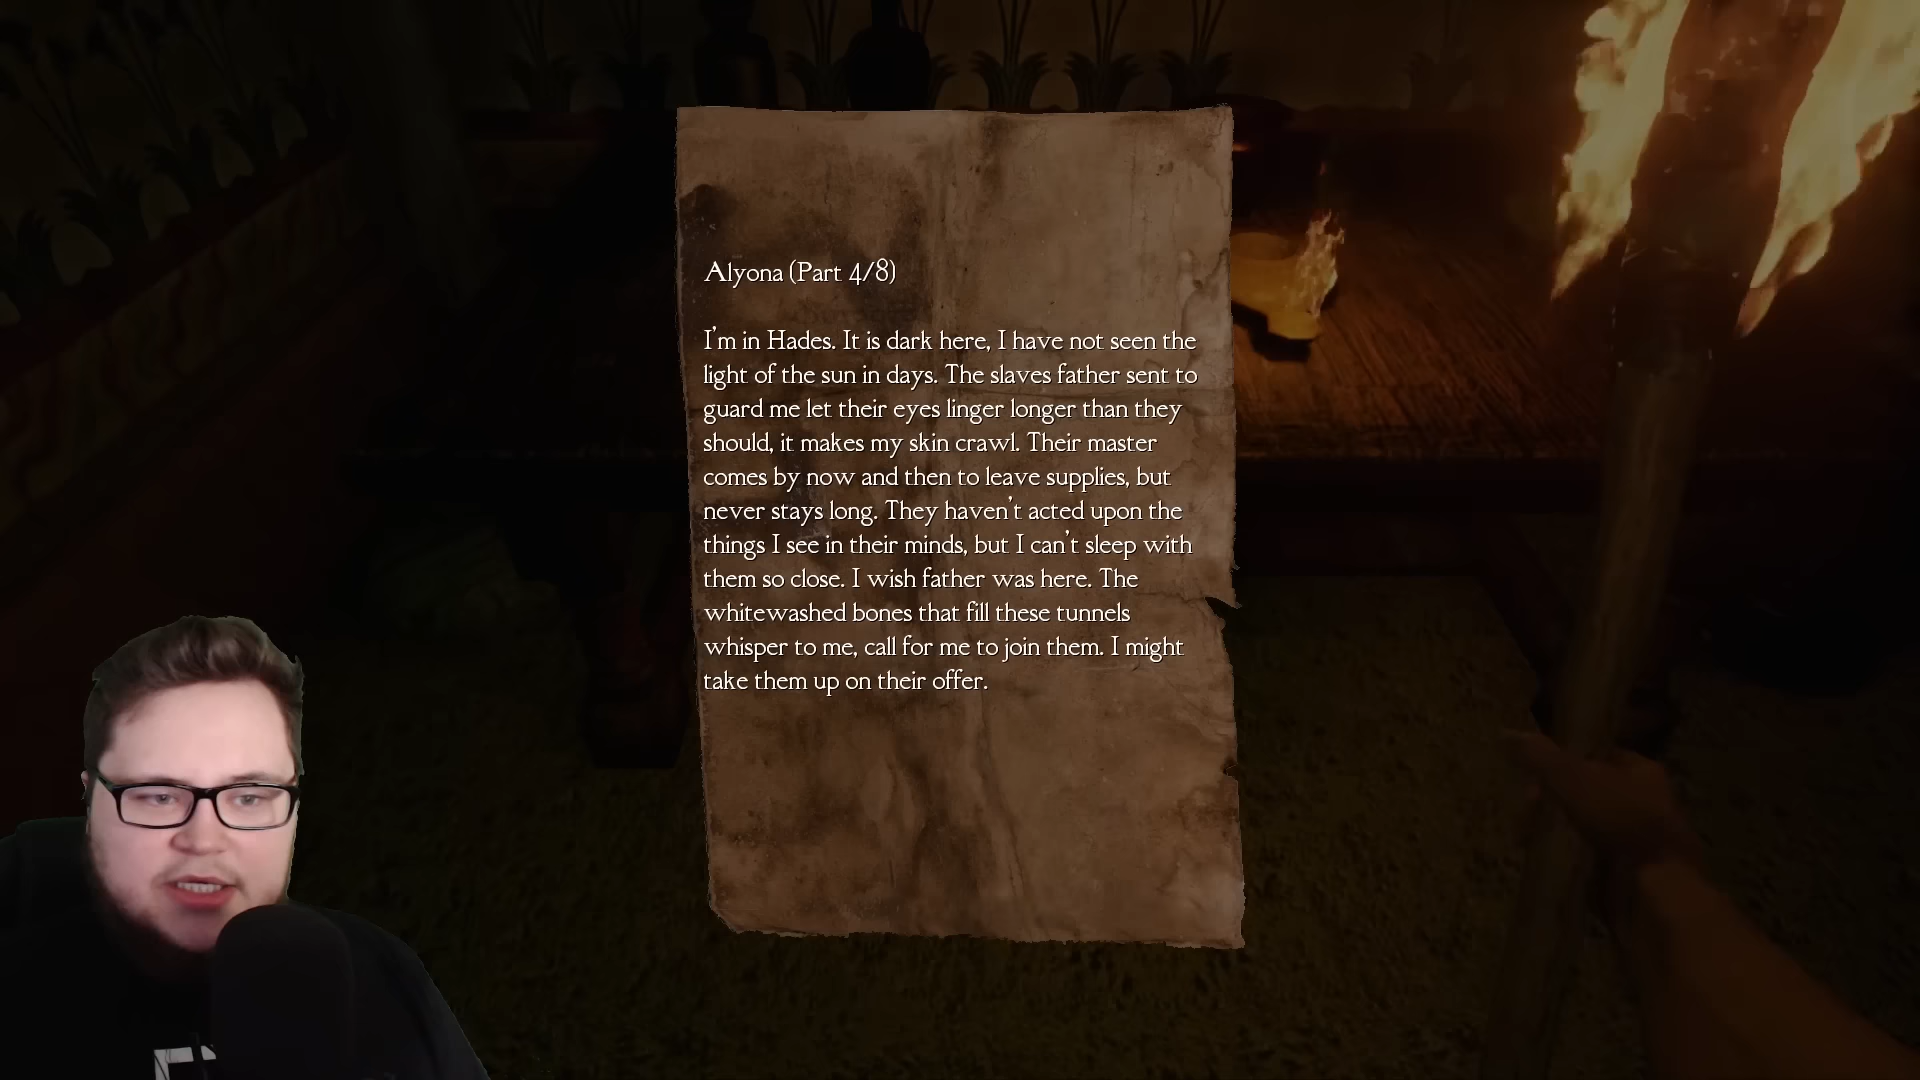 Alyona (Part 4/8)
I'm in Hades. It is dark here, I have not seen the
light of the sun in days. The slaves father sent to
guard me let their eyes linger longer than they
should, it makes my skin crawl. Their master
comes by now and then to leave supplies, but
never stays long. They haven't acted upon the
things I see in their minds, but I can't sleep with
them so close. I wish father was here. The
whitewashed bones that fill these tunnels
whisper to me, call for me to join them. I might
take them up on their offer.